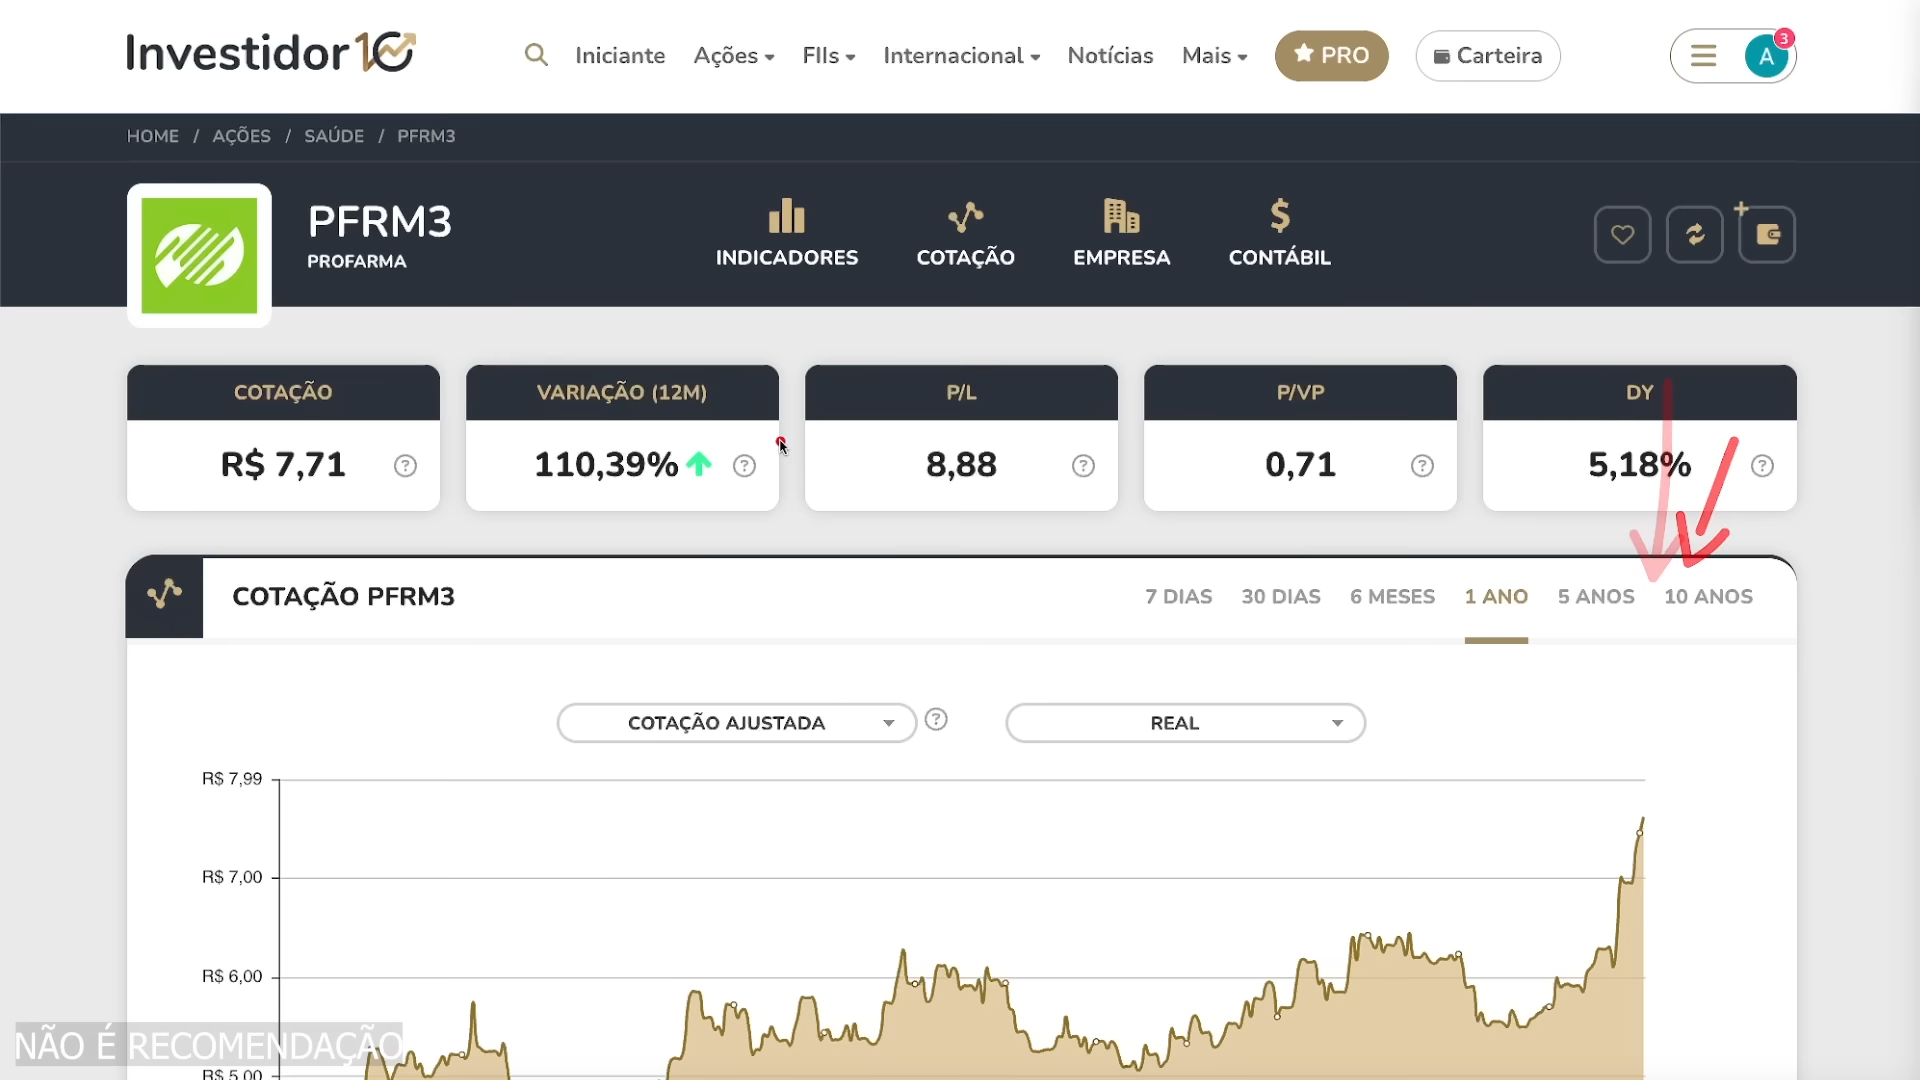 Investidor10
Iniciante
Ações
FIIs
Internacional
Notícias
Mais
PRO
Carteira
A
3
HOME / AÇÕES / SAÚDE / PFRM3
PFRM3
PROFARMA
INDICADORES
COTAÇÃO
EMPRESA
CONTÁBIL
COTAÇÃO
R$ 7,71
?
VARIAÇÃO (12M)
110,39%
?
P/L
8,88
?
P/VP
0,71
?
DY
5,18%
?
COTAÇÃO PFRM3
7 DIAS
30 DIAS
6 MESES
1 ANO
5 ANOS
10 ANOS
COTAÇÃO AJUSTADA
?
REAL
R$ 7,99
R$ 7,00
R$ 6,00
R$ 5,00
NÃO É RECOMENDAÇÃO